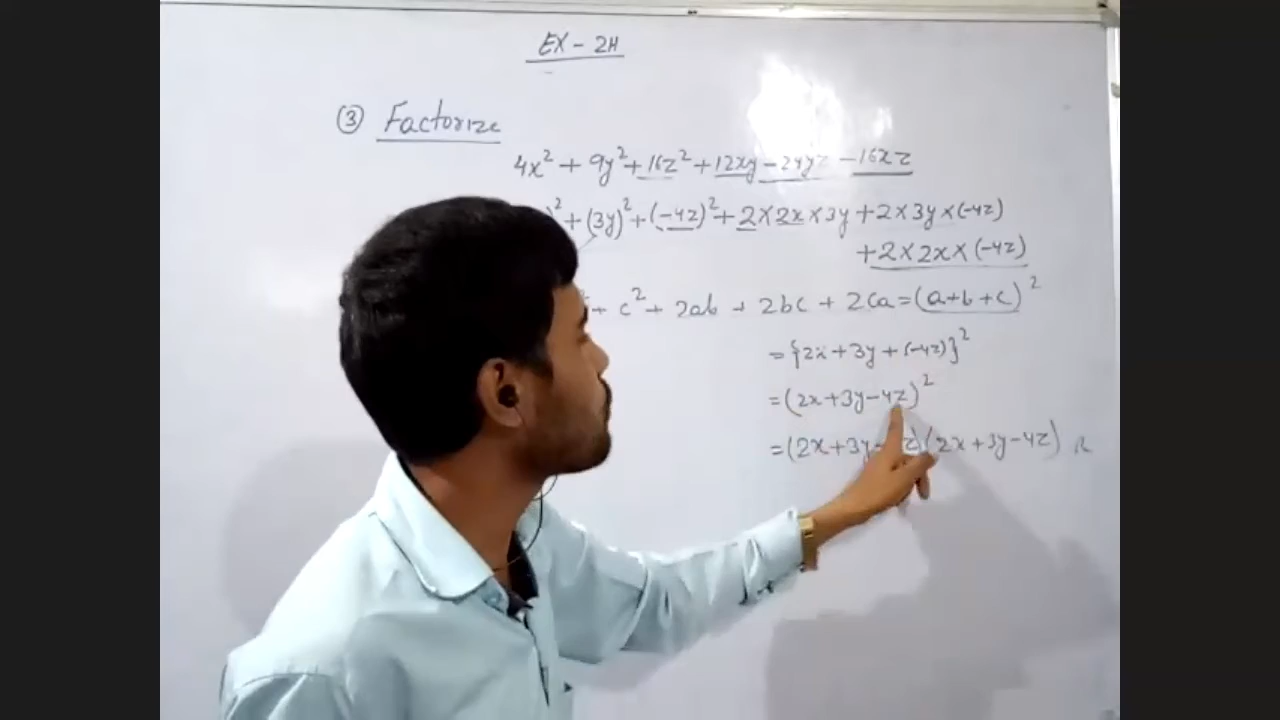 EX - 2H
③ Factorize
4x² + 9y² + 16z² + 12xy - 24yz - 16xz
)² + (3y)² + (-4z)² + 2 × 2x × 3y + 2 × 3y × (-4z)
+ 2 × 2x × (-4z)
+ c² + 2ab + 2bc + 2ca = (a+b+c)²
= {2x + 3y + (-4z)}²
= (2x + 3y - 4z)²
= (2x + 3y - z) (2x + 3y - 4z)